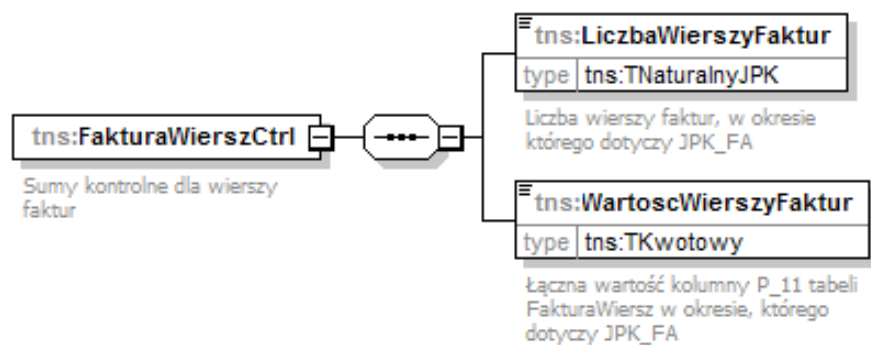 tns:LiczbaWierszyFaktur
type tns:TNaturalnyJPK
Liczba wierszy faktur, w okresie
którego dotyczy JPK_FA
tns:FakturaWierszCtrl
Sumy kontrolne dla wierszy
faktur
tns:WartoscWierszyFaktur
type tns:TKwotowy
Łączna wartość kolumny P_11 tabeli
FakturaWiersz w okresie, którego
dotyczy JPK_FA